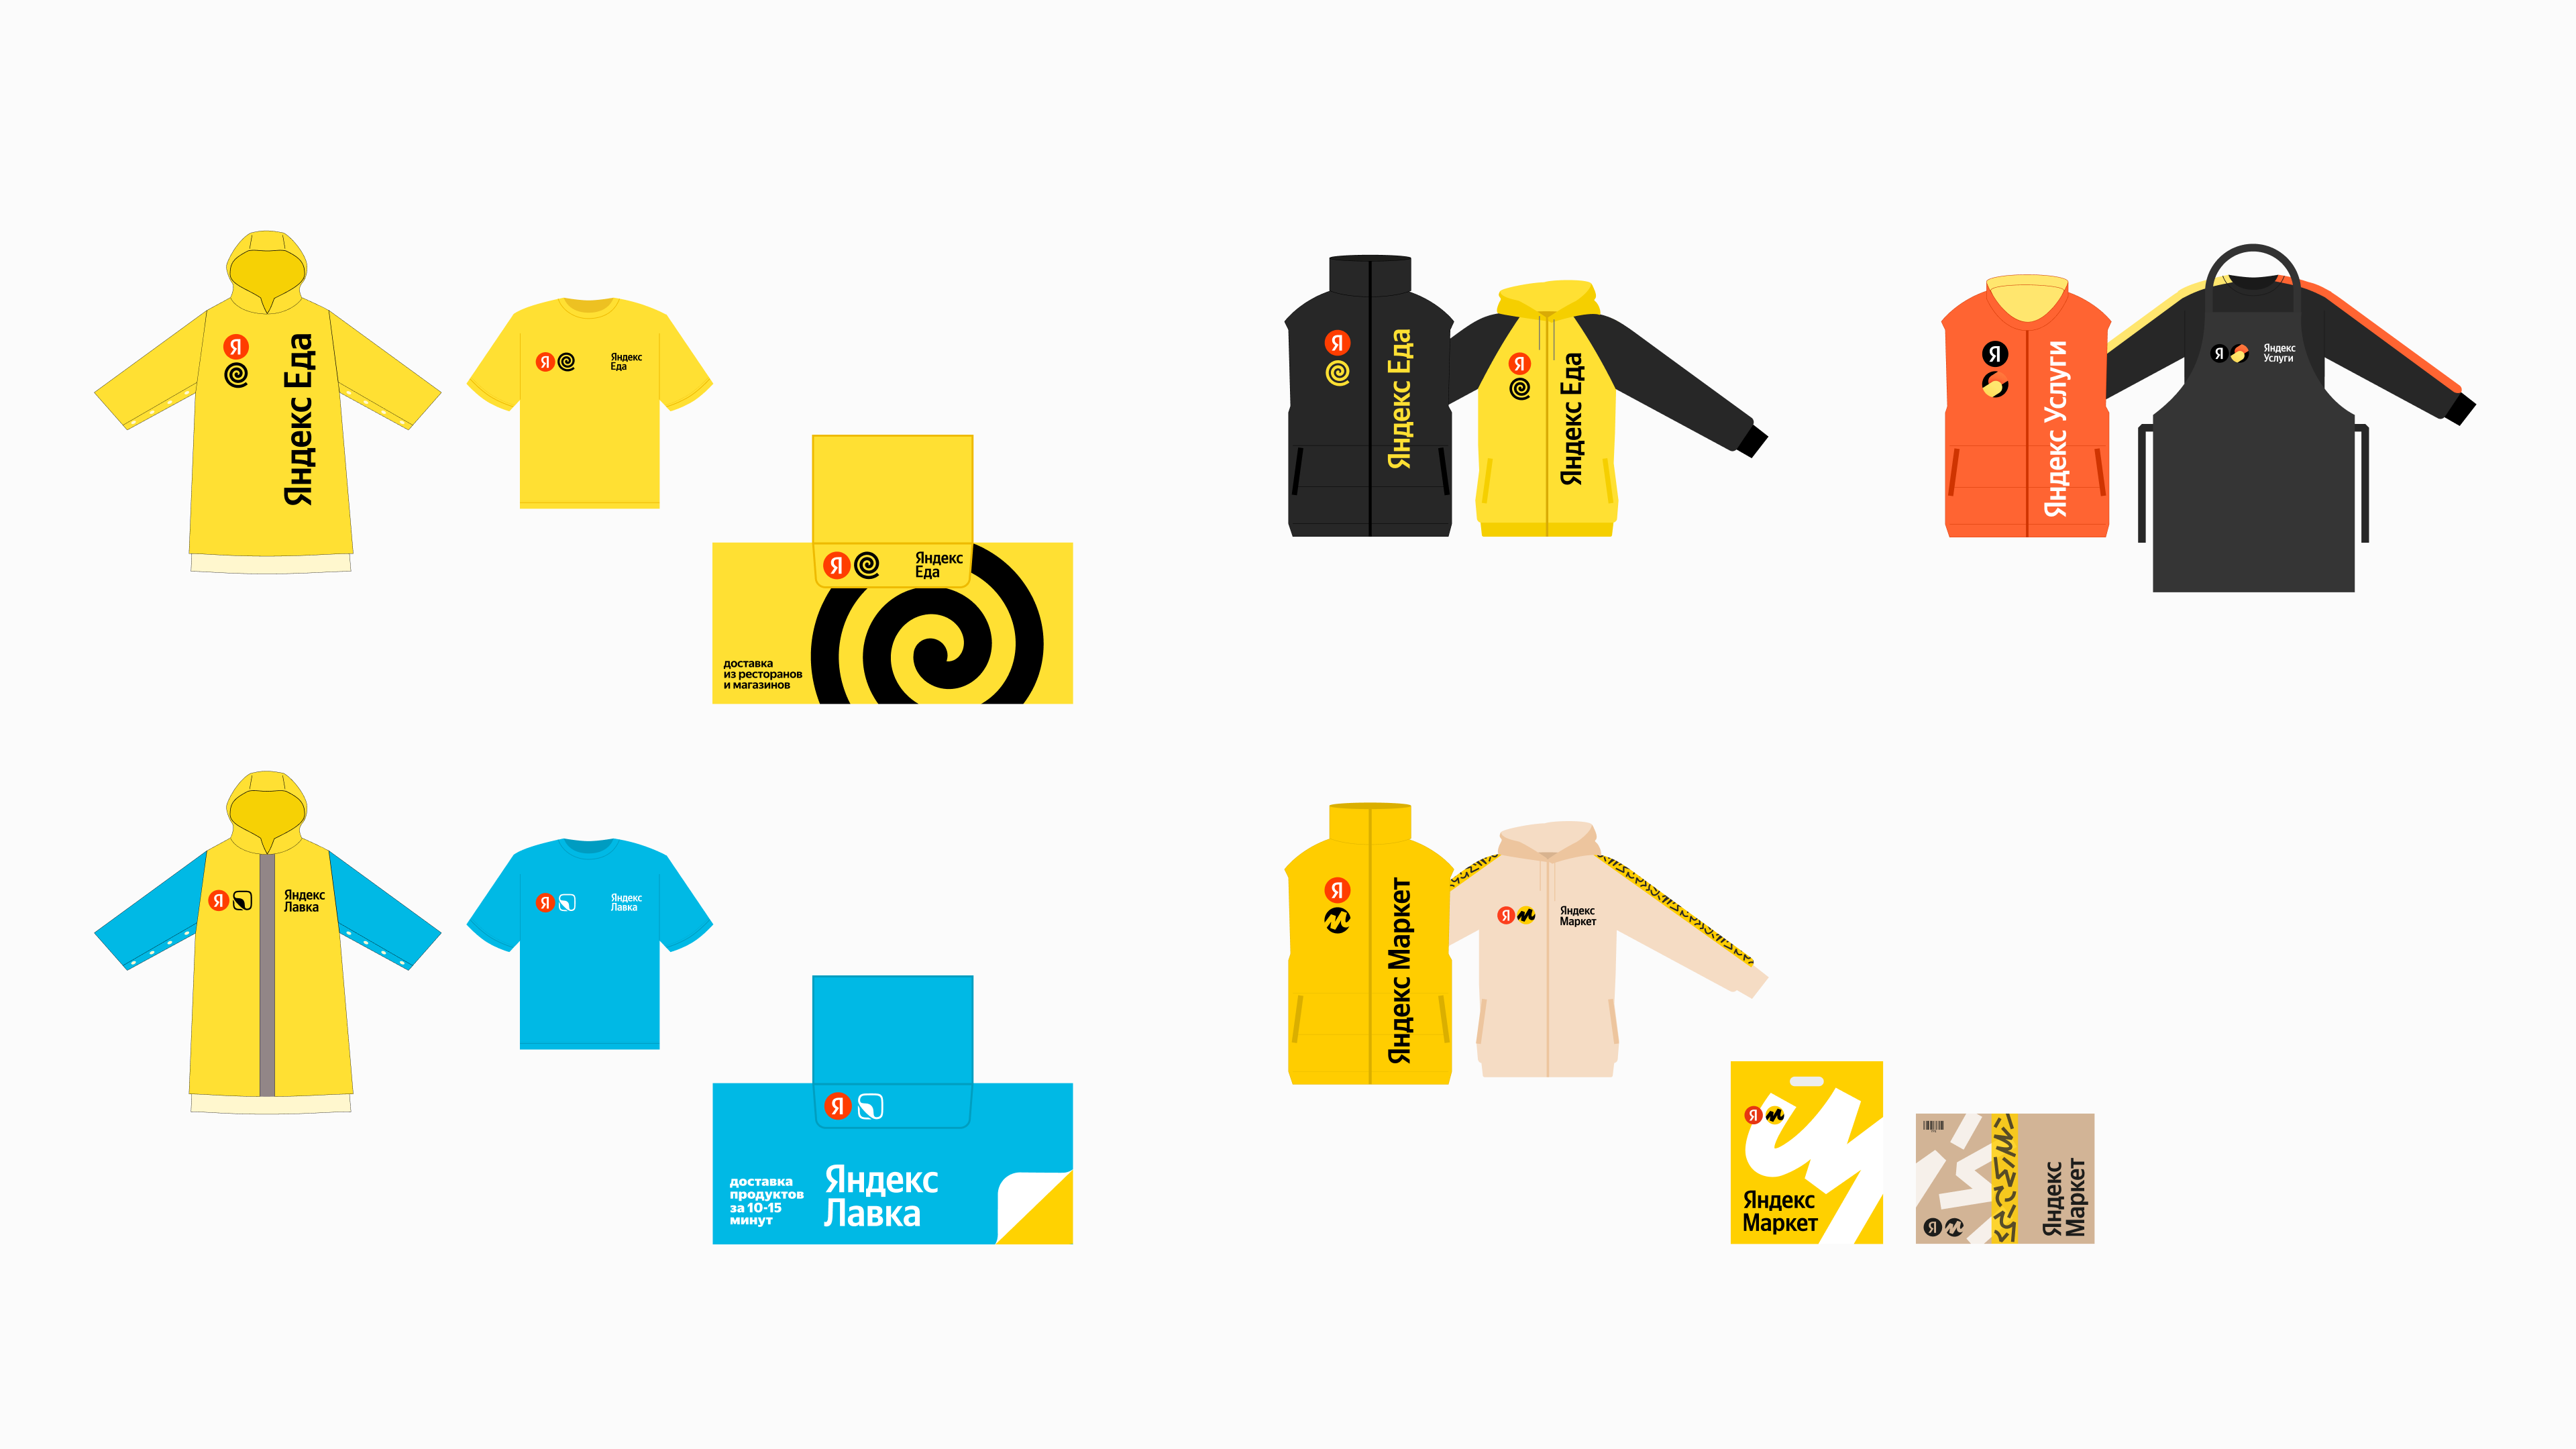 Я
Яндекс Еда
Я
Яндекс
Еда
Я
Яндекс
Еда
доставка
из ресторанов
и магазинов
Я
Яндекс Еда
Я
Яндекс Еда
Я
Яндекс Услуги
Я
Яндекс
Услуги
Я
Яндекс
Лавка
Я
Яндекс
Лавка
Я
доставка
продуктов
за 10-15
минут
Яндекс
Лавка
Я
Яндекс Маркет
Я
Яндекс
Маркет
Я
Яндекс
Маркет
Я
Яндекс
Маркет